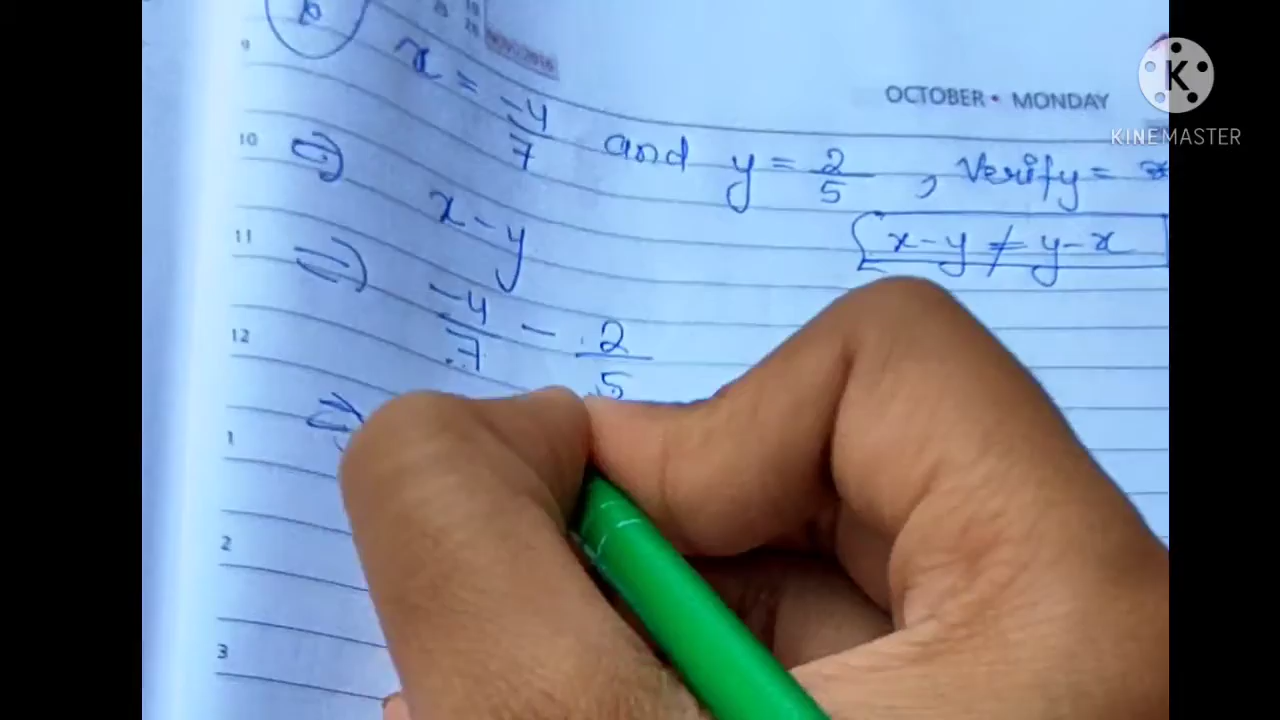 b
x = -4/7 and y = 2/5 , Verify =
x - y ≠ y - x
⇒ x - y
⇒ -4/7 - 2/5
⇒
OCTOBER • MONDAY
9
10
11
12
1
2
3
K
KINEMASTER